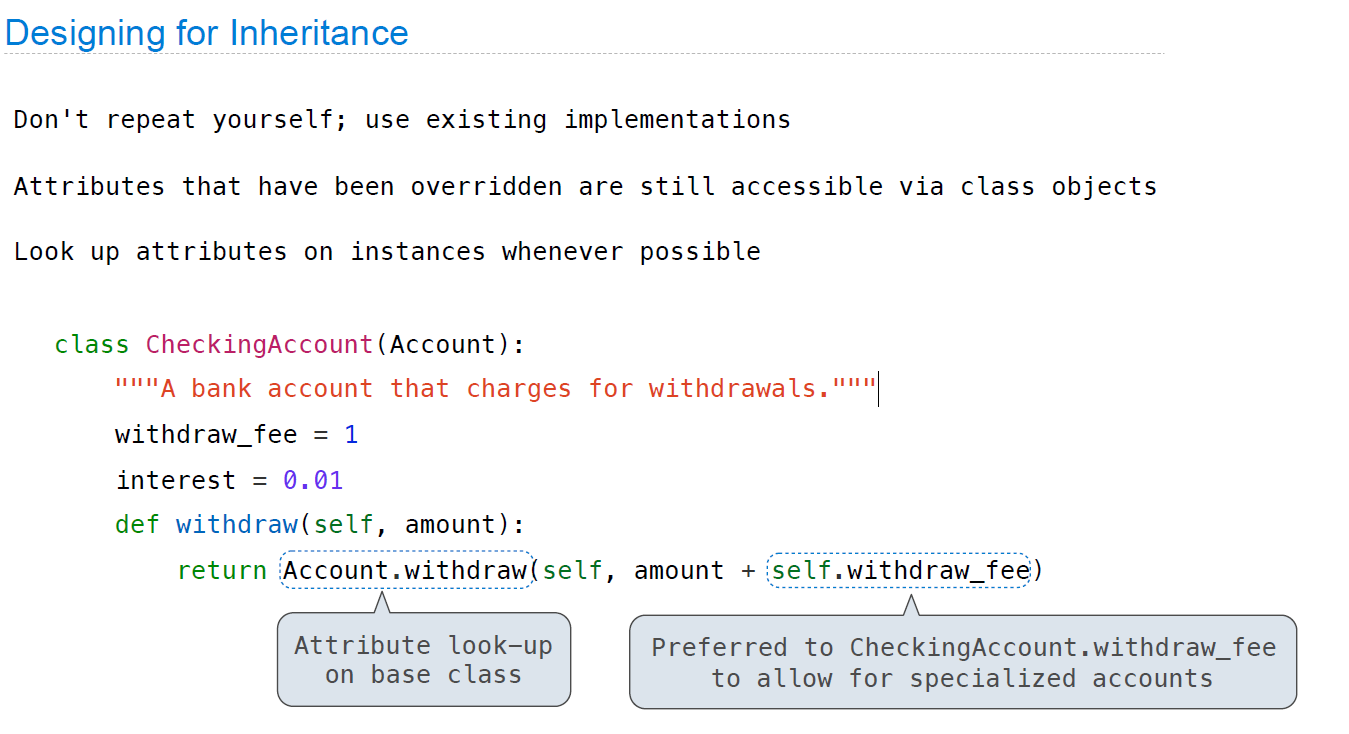 Designing for Inheritance
Don't repeat yourself; use existing implementations
Attributes that have been overridden are still accessible via class objects
Look up attributes on instances whenever possible
class CheckingAccount(Account):
"""A bank account that charges for withdrawals."""
withdraw_fee = 1
interest = 0.01
def withdraw(self, amount):
return Account.withdraw(self, amount + self.withdraw_fee)
Attribute look-up
on base class
Preferred to CheckingAccount.withdraw_fee
to allow for specialized accounts